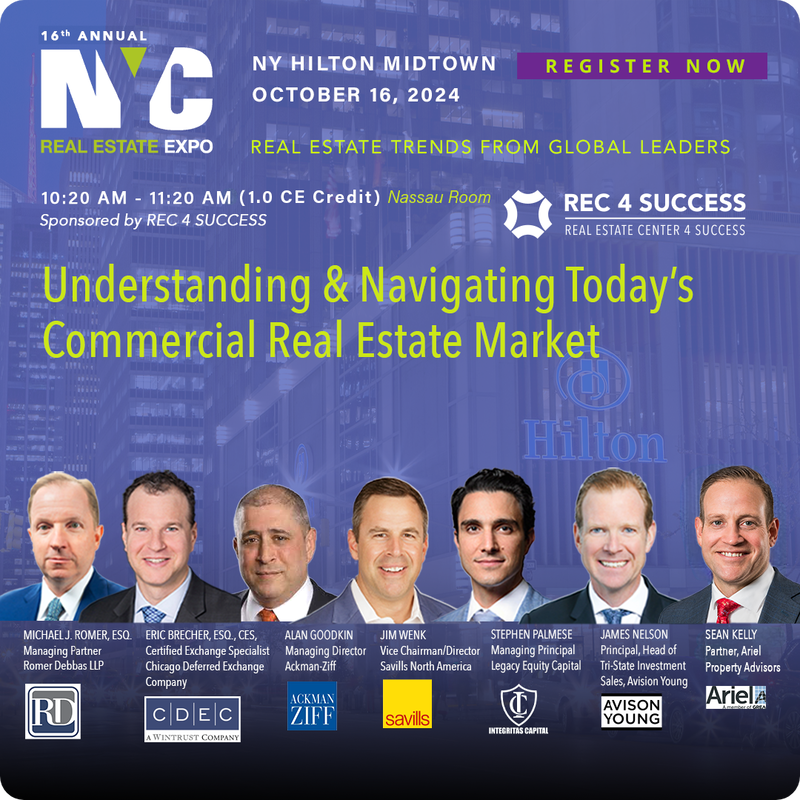 16th ANNUAL
NYC
REAL ESTATE EXPO
NY HILTON MIDTOWN
OCTOBER 16, 2024
REGISTER NOW
REAL ESTATE TRENDS FROM GLOBAL LEADERS
10:20 AM - 11:20 AM (1.0 CE Credit) Nassau Room
Sponsored by REC 4 SUCCESS
REC 4 SUCCESS
REAL ESTATE CENTER 4 SUCCESS
Understanding & Navigating Today's
Commercial Real Estate Market
Hilton
MICHAEL J. ROMER, ESQ.
Managing Partner
Romer Debbas LLP
RD
ERIC BRECHER, ESQ., CES,
Certified Exchange Specialist
Chicago Deferred Exchange
Company
CDEC
A WINTRUST COMPANY
ALAN GOODKIN
Managing Director
Ackman-Ziff
ACKMAN
ZIFF
JIM WENK
Vice Chairman/Director
Savills North America
savills
STEPHEN PALMESE
Managing Principal
Legacy Equity Capital
INTEGRITAS CAPITAL
JAMES NELSON
Principal, Head of
Tri-State Investment
Sales, Avision Young
AVISON
YOUNG
SEAN KELLY
Partner, Ariel
Property Advisors
Ariel
A member of